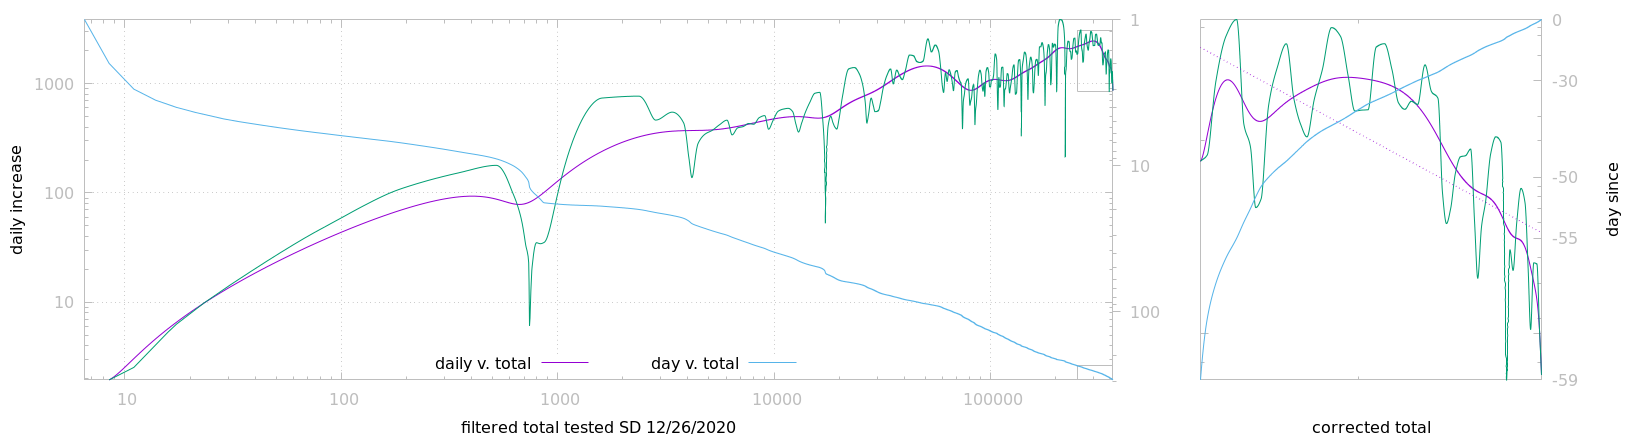 daily increase
1000
100
10
10
100
1000
10000
100000
filtered total tested SD 12/26/2020
daily v. total
day v. total
1
10
100
0
-30
-50
-55
-59
day since
corrected total